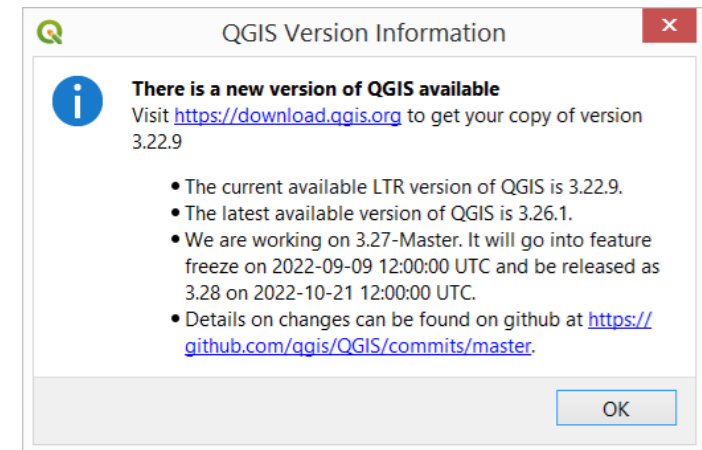 QGIS Version Information
There is a new version of QGIS available
Visit https://download.qgis.org to get your copy of version
3.22.9
• The current available LTR version of QGIS is 3.22.9.
• The latest available version of QGIS is 3.26.1.
• We are working on 3.27-Master. It will go into feature
freeze on 2022-09-09 12:00:00 UTC and be released as
3.28 on 2022-10-21 12:00:00 UTC.
• Details on changes can be found on github at https://
github.com/qgis/QGIS/commits/master.
OK